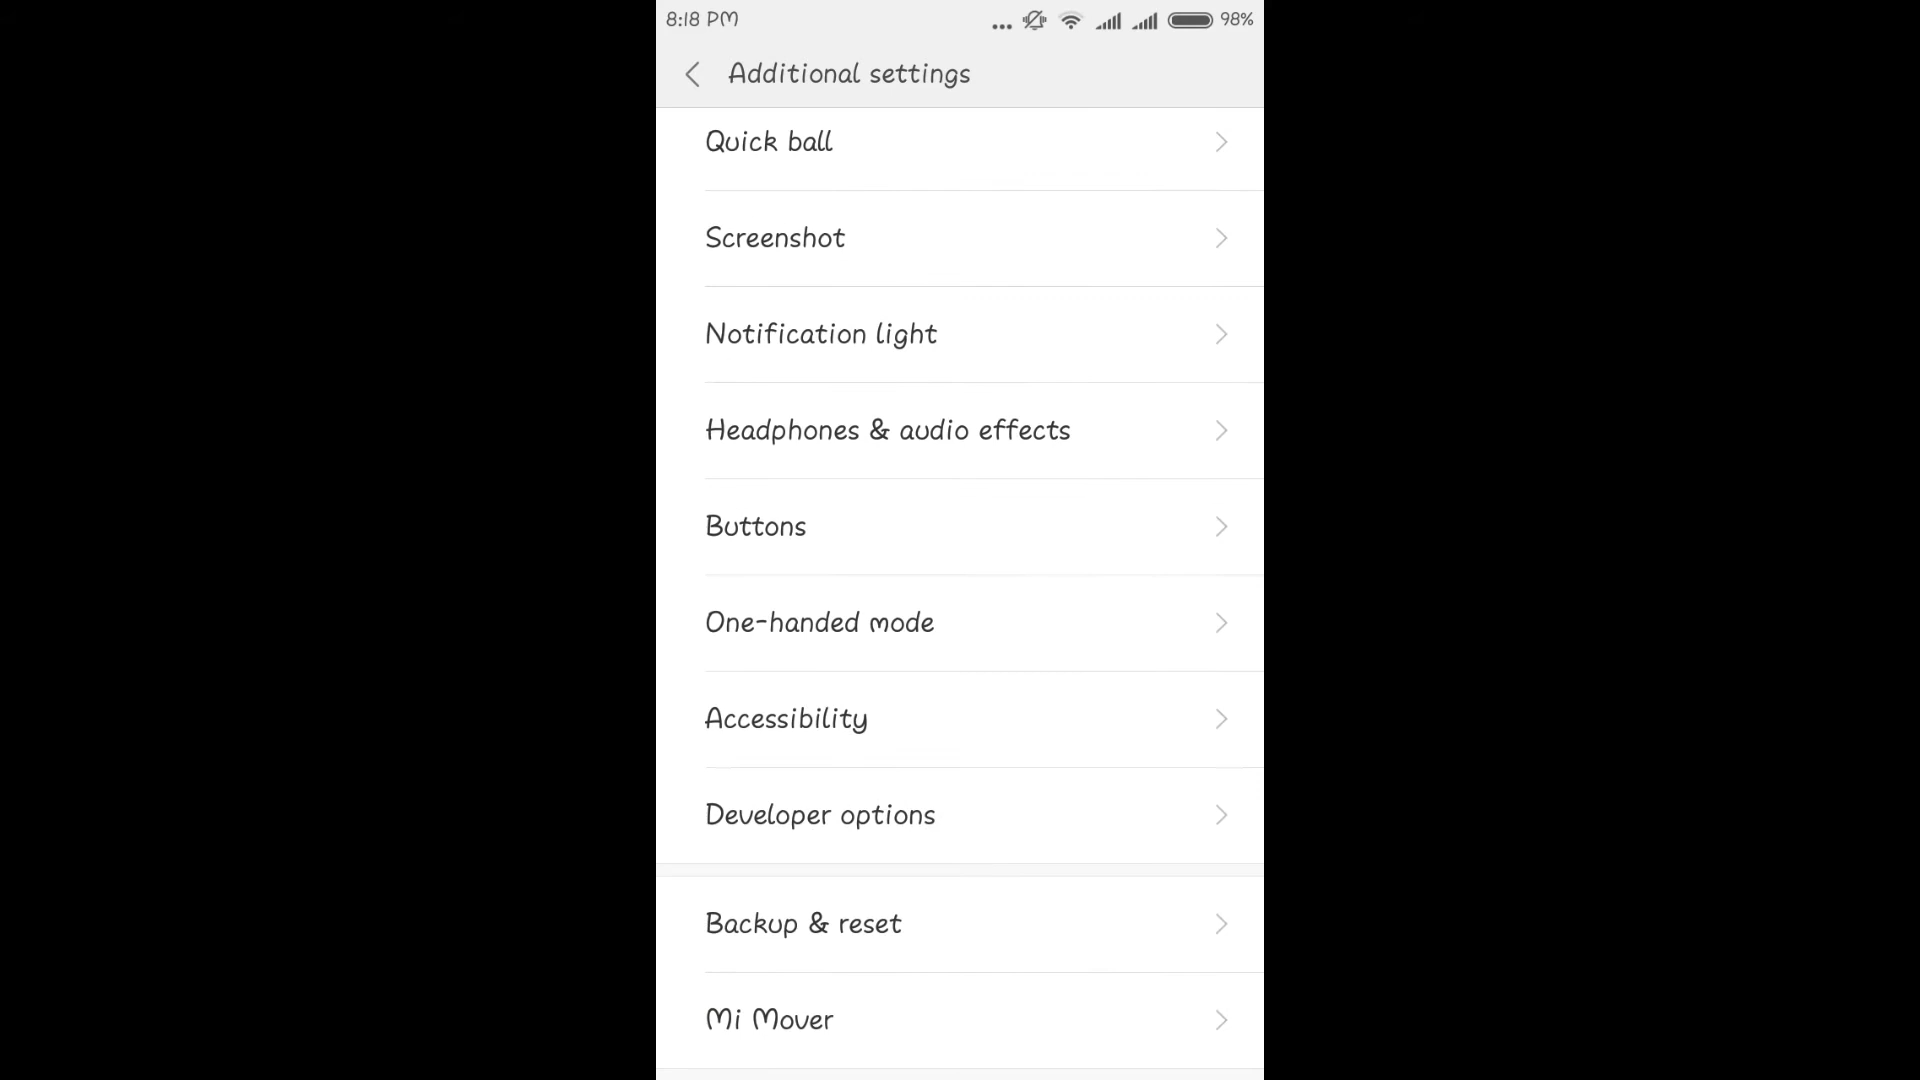 8:18 PM ... 98%
Additional settings
Quick ball
Screenshot
Notification light
Headphones & audio effects
Buttons
One-handed mode
Accessibility
Developer options
Backup & reset
Mi Mover